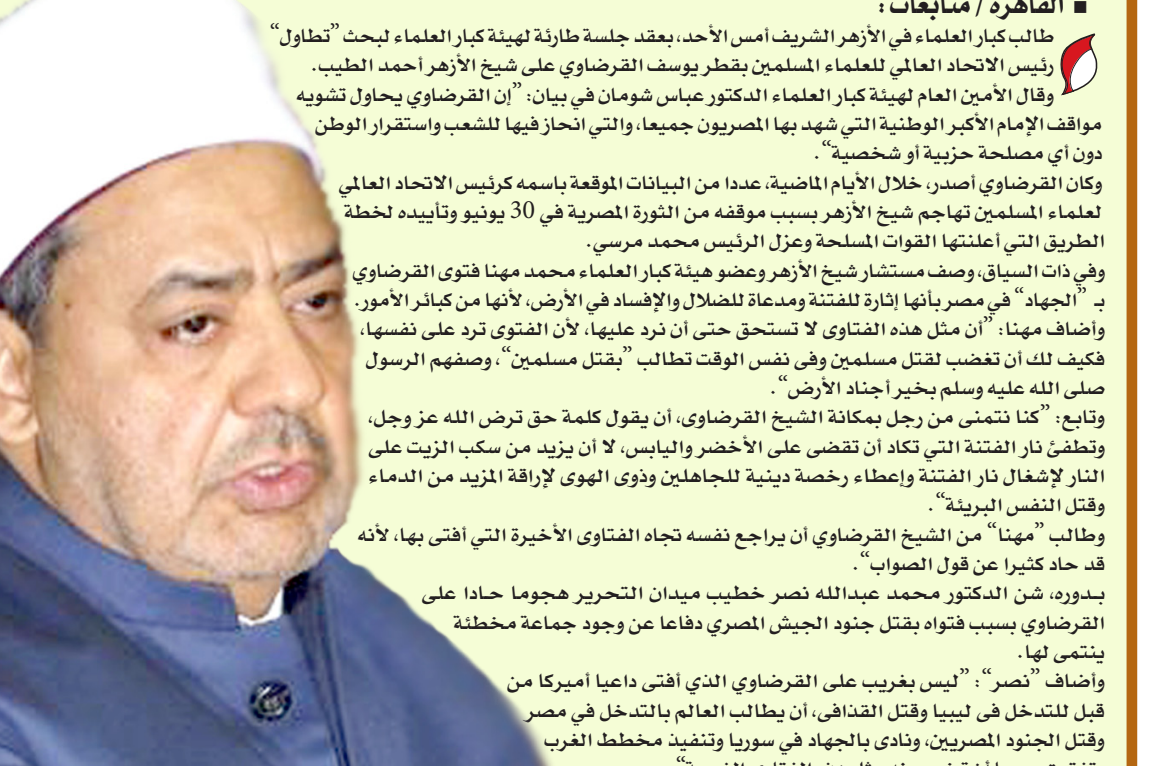 ■ القاهرة / متابعات :
طالب كبار العلماء في الأزهر الشريف أمس الأحد، بعقد جلسة طارئة لهيئة كبار العلماء لبحث ”تطاول“
رئيس الاتحاد العالمي للعلماء المسلمين بقطر يوسف القرضاوي على شيخ الأزهر أحمد الطيب.
وقال الأمين العام لهيئة كبار العلماء الدكتور عباس شومان في بيان: ”إن القرضاوي يحاول تشويه
مواقف الإمام الأكبر الوطنية التي شهد بها المصريون جميعا، والتي انحاز فيها للشعب واستقرار الوطن
دون أي مصلحة حزبية أو شخصية“.
وكان القرضاوي أصدر، خلال الأيام الماضية، عددا من البيانات الموقعة باسمه كرئيس الاتحاد العالمي
لعلماء المسلمين تهاجم شيخ الأزهر بسبب موقفه من الثورة المصرية في 30 يونيو وتأييده لخطة
الطريق التي أعلنتها القوات المسلحة وعزل الرئيس محمد مرسي.
وفي ذات السياق، وصف مستشار شيخ الأزهر وعضو هيئة كبار العلماء محمد مهنا فتوى القرضاوي
بـ ”الجهاد“ في مصر بأنها إثارة للفتنة ومدعاة للضلال والإفساد في الأرض، لأنها من كبائر الأمور.
وأضاف مهنا: ”أن مثل هذه الفتاوى لا تستحق حتى أن نرد عليها، لأن الفتوى ترد على نفسها،
فكيف لك أن تغضب لقتل مسلمين وفى نفس الوقت تطالب ”بقتل مسلمين“، وصفهم الرسول
صلى الله عليه وسلم بخير أجناد الأرض“.
وتابع: ”كنا نتمنى من رجل بمكانة الشيخ القرضاوى، أن يقول كلمة حق ترض الله عز وجل،
وتطفئ نار الفتنة التي تكاد أن تقضى على الأخضر واليابس، لا أن يزيد من سكب الزيت على
النار لإشغال نار الفتنة وإعطاء رخصة دينية للجاهلين وذوى الهوى لإراقة المزيد من الدماء
وقتل النفس البريئة“.
وطالب ”مهنا“ من الشيخ القرضاوي أن يراجع نفسه تجاه الفتاوى الأخيرة التي أفتى بها، لأنه
قد حاد كثيرا عن قول الصواب“.
بدوره، شن الدكتور محمد عبدالله نصر خطيب ميدان التحرير هجوما حادا على
القرضاوي بسبب فتواه بقتل جنود الجيش المصري دفاعا عن وجود جماعة مخطئة
ينتمى لها.
وأضاف ”نصر“: ”ليس بغريب على القرضاوي الذي أفتى داعيا أميركا من
قبل للتدخل فى ليبيا وقتل القذافى، أن يطالب العالم بالتدخل في مصر
وقتل الجنود المصريين، ونادى بالجهاد في سوريا وتنفيذ مخطط الغرب